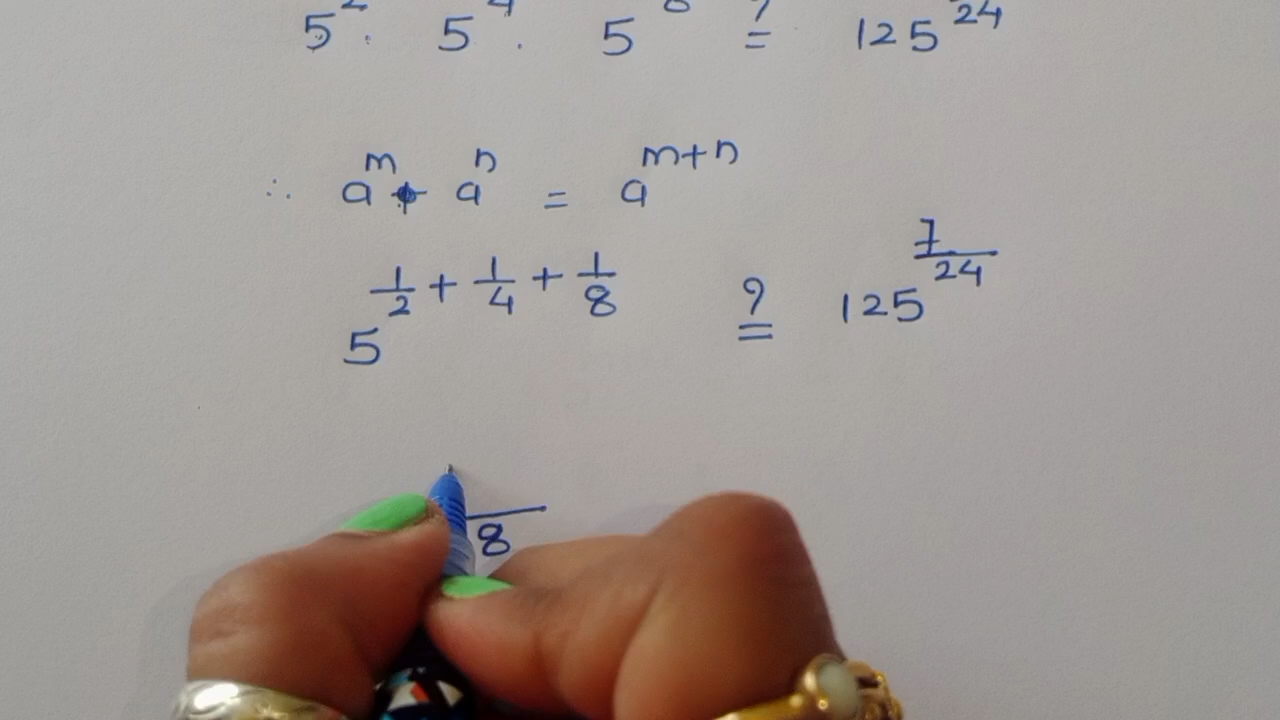 5 . 5 . 5 ?= 125^24
∴ a^m · a^n = a^(m+n)
5^(1/2 + 1/4 + 1/8) ?= 125^(7/24)
/8